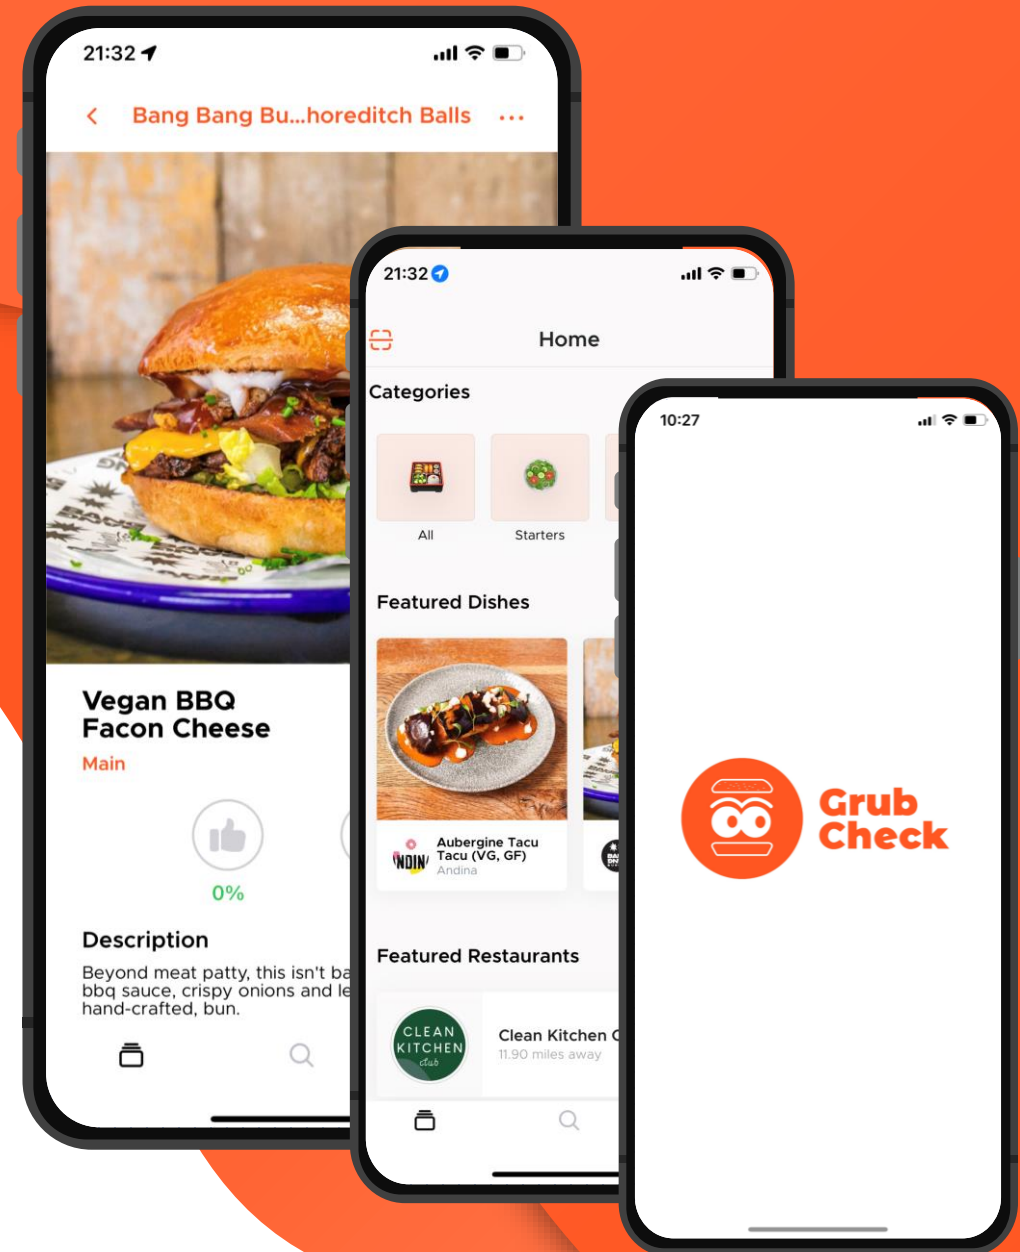 21:32
Bang Bang Bu...horeditch Balls
Vegan BBQ
Facon Cheese
Main
0%
Description
Beyond meat patty, this isn't ba
bbq sauce, crispy onions and le
hand-crafted, bun.
21:32
Home
Categories
All
Starters
Featured Dishes
NDIN
Aubergine Tacu
Tacu (VG, GF)
Andina
Featured Restaurants
CLEAN
KITCHEN
club
Clean Kitchen C
11.90 miles away
10:27
Grub
Check